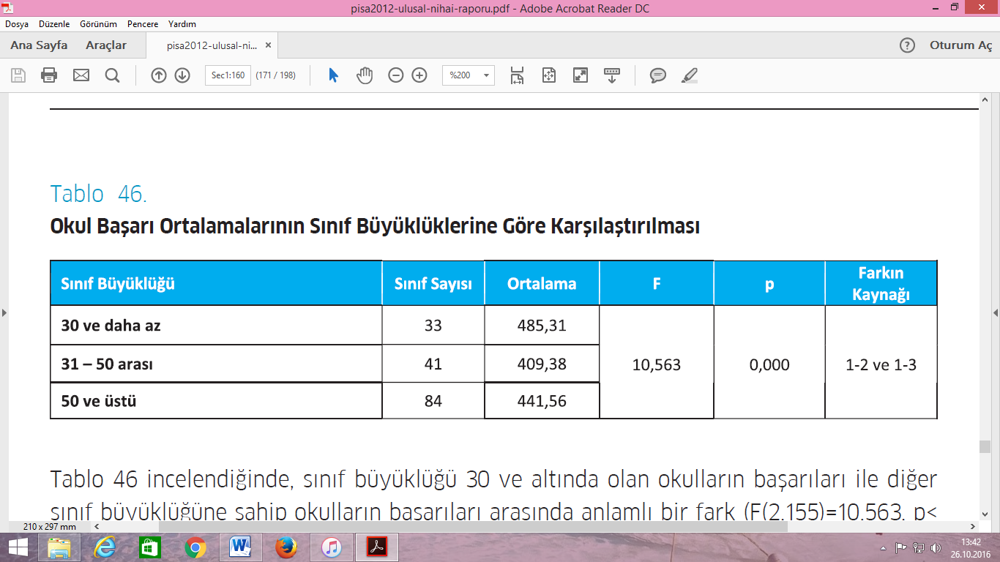 pisa2012-ulusal-nihai-raporu.pdf - Adobe Acrobat Reader DC
Dosya Düzenle Görünüm Pencere Yardım
Ana Sayfa Araçlar pisa2012-ulusal-ni... × Oturum Aç
Sec1:160 (171 / 198) %200
Tablo 46.
Okul Başarı Ortalamalarının Sınıf Büyüklüklerine Göre Karşılaştırılması
Sınıf Büyüklüğü Sınıf Sayısı Ortalama F p Farkın Kaynağı
30 ve daha az 33 485,31
31 – 50 arası 41 409,38 10,563 0,000 1-2 ve 1-3
50 ve üstü 84 441,56
Tablo 46 incelendiğinde, sınıf büyüklüğü 30 ve altında olan okulların başarıları ile diğer
sınıf büyüklüğüne sahip okulların başarıları arasında anlamlı bir fark (F(2,155)=10,563, p<
210 x 297 mm
13:42
26.10.2016